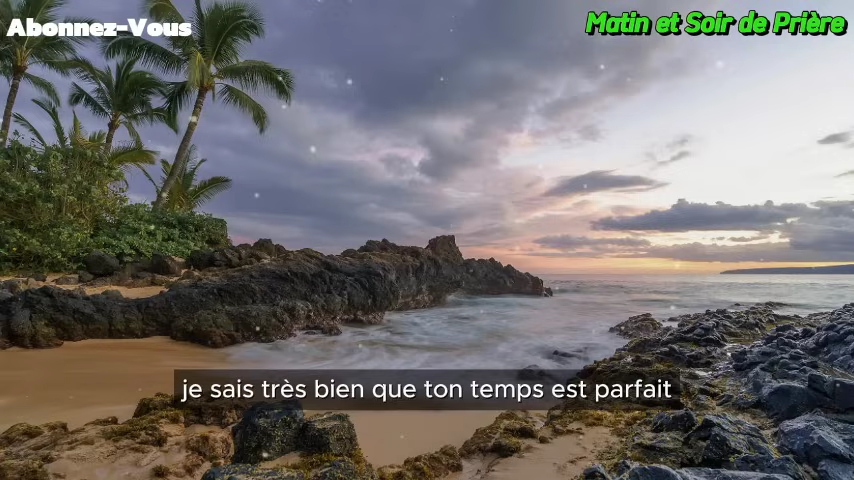 Abonnez-Vous
Matin et Soir de Prière
je sais très bien que ton temps est parfait